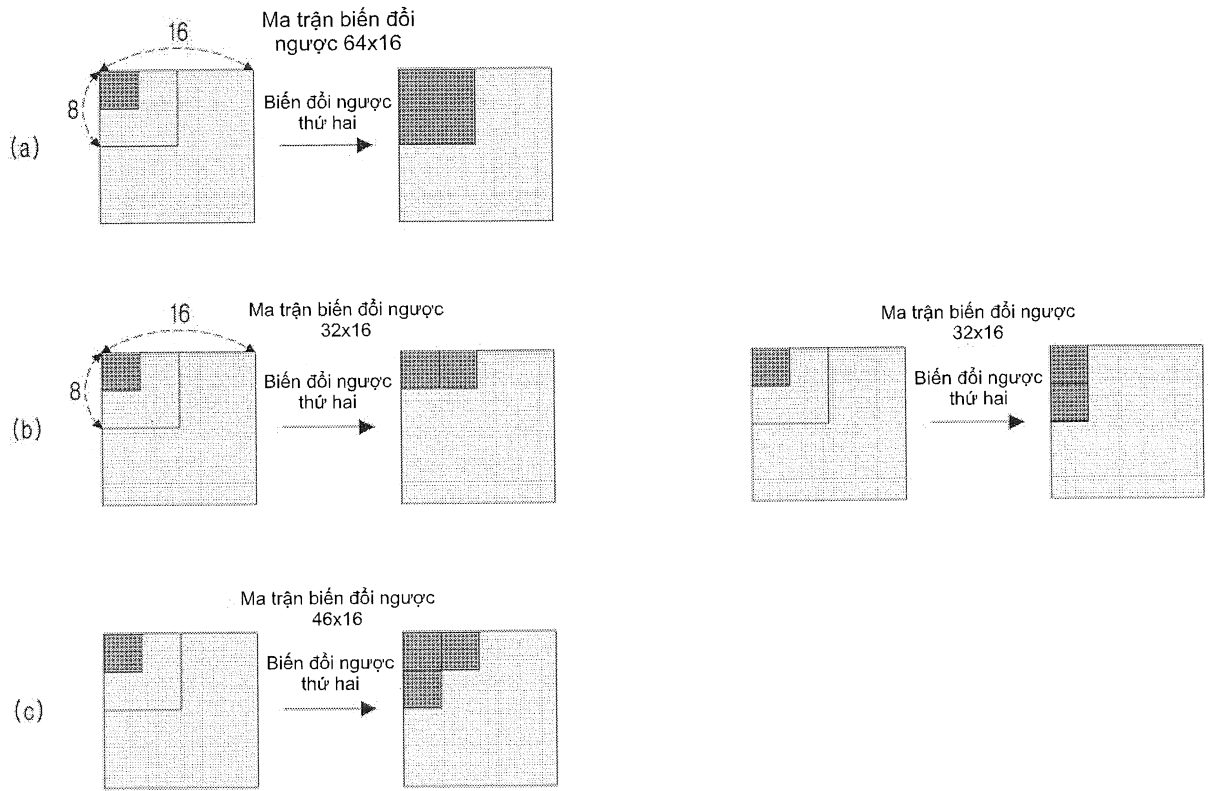 16
Ma trận biến đổi
ngược 64x16
8
Biến đổi ngược
thứ hai
(a)
16
Ma trận biến đổi ngược
32x16
8
Biến đổi ngược
thứ hai
(b)
Ma trận biến đổi ngược
32x16
Biến đổi ngược
thứ hai
Ma trận biến đổi ngược
46x16
Biến đổi ngược
thứ hai
(c)